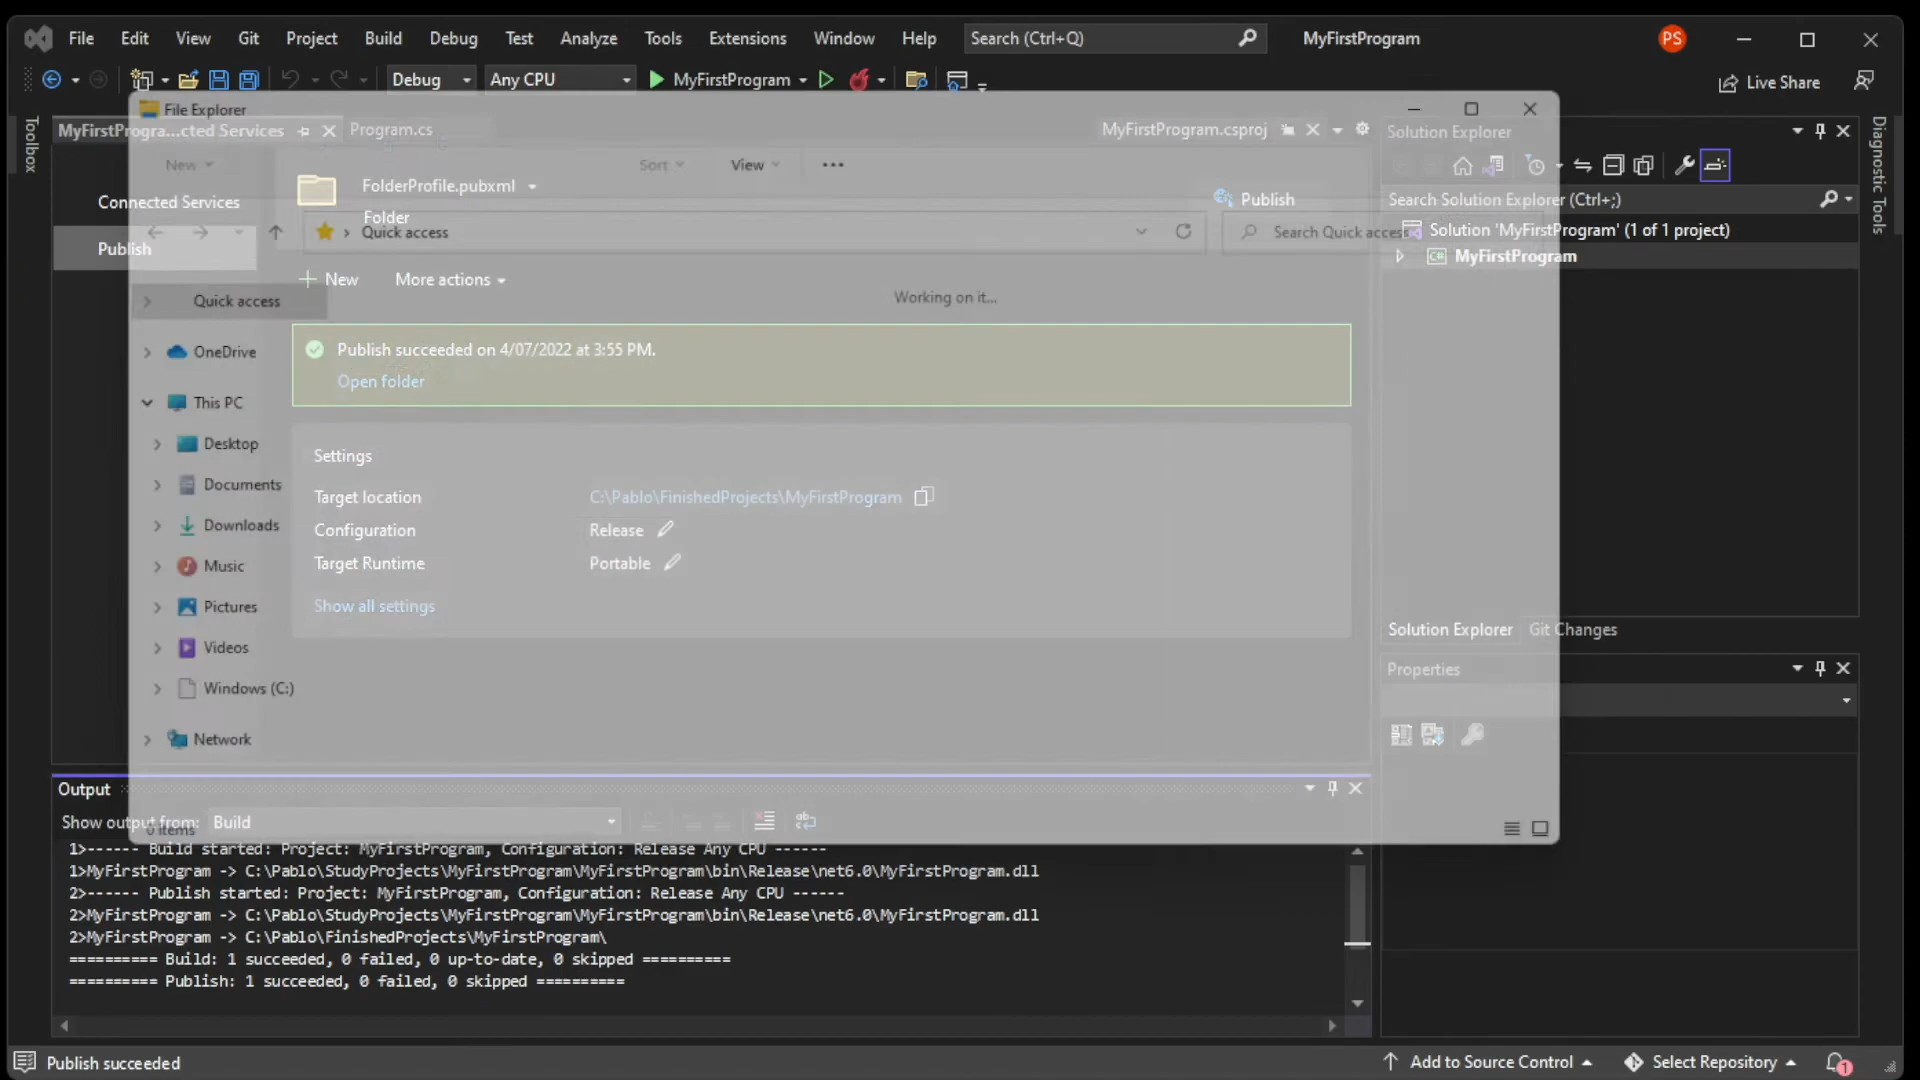 File Edit View Git Project Build Debug Test Analyze Tools Extensions Window Help Search (Ctrl+Q) MyFirstProgram PS
Debug Any CPU MyFirstProgram Live Share
File Explorer
MyFirstProgra...cted Services Program.cs MyFirstProgram.csproj Solution Explorer
New Sort View
Toolbox
Diagnostic Tools
FolderProfile.pubxml
Connected Services Publish Search Solution Explorer (Ctrl+;)
Folder
Quick access Search Quick access Solution 'MyFirstProgram' (1 of 1 project)
Publish MyFirstProgram
New More actions
Quick access Working on it...
OneDrive Publish succeeded on 4/07/2022 at 3:55 PM.
Open folder
This PC
Desktop
Settings
Documents
Target location C:\Pablo\FinishedProjects\MyFirstProgram
Downloads
Configuration Release
Music
Target Runtime Portable
Pictures
Show all settings
Solution Explorer Git Changes
Videos
Properties
Windows (C:)
Network
Output
Show output from: Build
0 items
1>------ Build started: Project: MyFirstProgram, Configuration: Release Any CPU ------
1>MyFirstProgram -> C:\Pablo\StudyProjects\MyFirstProgram\MyFirstProgram\bin\Release\net6.0\MyFirstProgram.dll
2>------ Publish started: Project: MyFirstProgram, Configuration: Release Any CPU ------
2>MyFirstProgram -> C:\Pablo\StudyProjects\MyFirstProgram\MyFirstProgram\bin\Release\net6.0\MyFirstProgram.dll
2>MyFirstProgram -> C:\Pablo\FinishedProjects\MyFirstProgram\
========== Build: 1 succeeded, 0 failed, 0 up-to-date, 0 skipped ==========
========== Publish: 1 succeeded, 0 failed, 0 skipped ==========
Publish succeeded Add to Source Control Select Repository 1